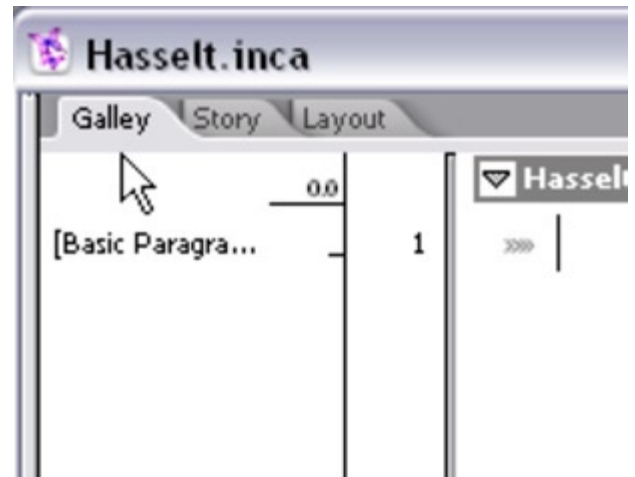 Hasselt.inca
Galley Story Layout
0.0
Hasselt
[Basic Paragra... 1